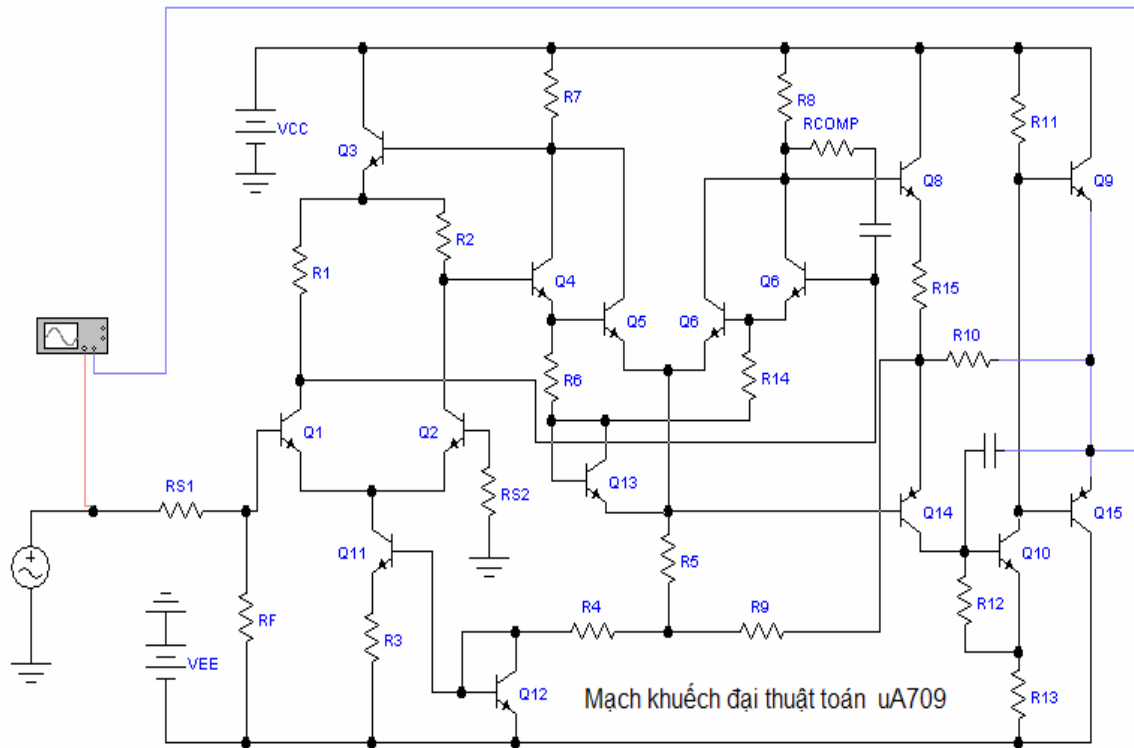 R7
R8
RCOMP
R11
VCC
Q3
Q8
Q9
R2
R1
Q4
Q6
R15
Q5
Q6
R10
R6
R14
Q1
Q2
Q13
RS1
RS2
Q14
Q15
Q11
R5
Q10
R4
R9
R12
RF
R3
VEE
Q12
Mạch khuếch đại thuật toán uA709
R13